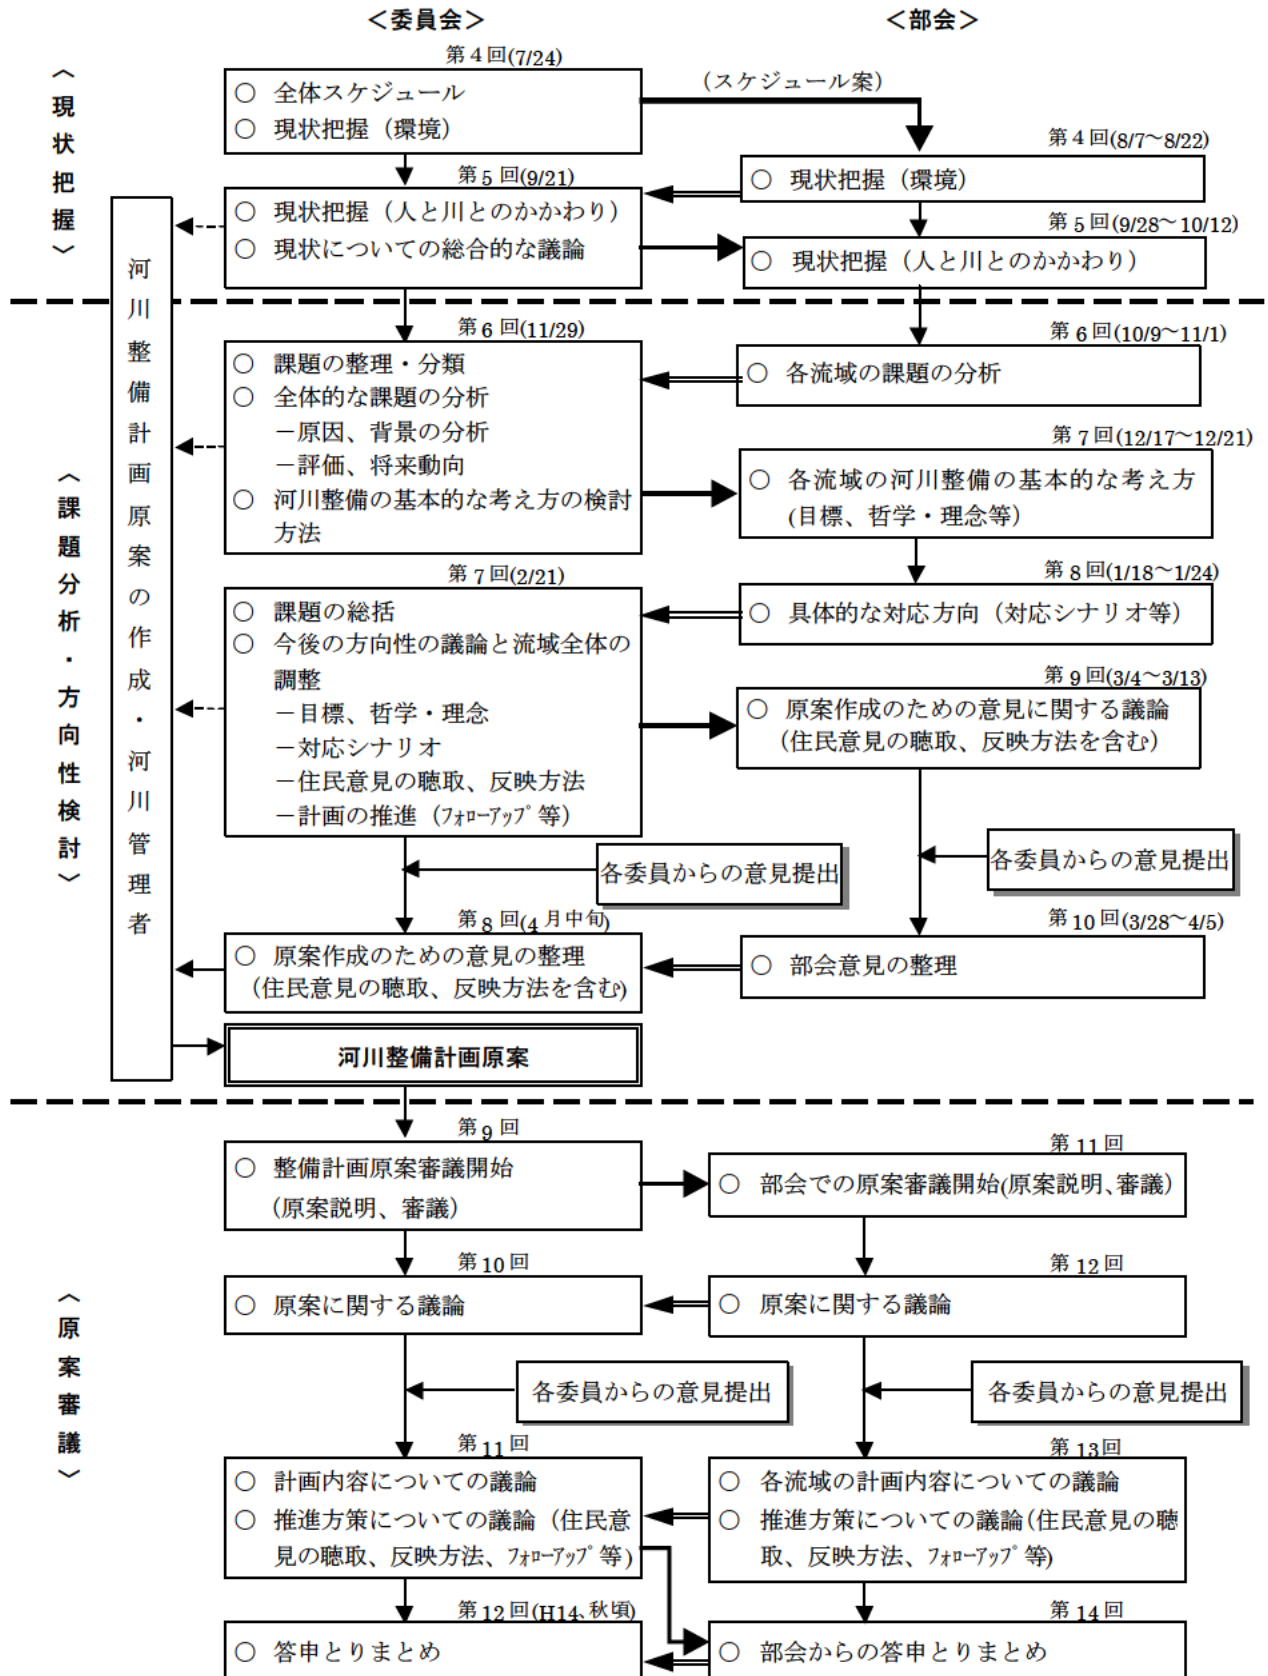 ＜委員会＞
＜部会＞
第４回(7/24)
〈現状把握〉
○ 全体スケジュール
○ 現状把握（環境）
（スケジュール案）
第４回(8/7～8/22)
○ 現状把握（環境）
第５回(9/21)
○ 現状把握（人と川とのかかわり）
○ 現状についての総合的な議論
第５回(9/28～10/12)
○ 現状把握（人と川とのかかわり）
河川整備計画原案の作成・河川管理者
〈課題分析・方向性検討〉
第６回(11/29)
○ 課題の整理・分類
○ 全体的な課題の分析
－原因、背景の分析
－評価、将来動向
○ 河川整備の基本的な考え方の検討
方法
第６回(10/9～11/1)
○ 各流域の課題の分析
第７回(12/17～12/21)
○ 各流域の河川整備の基本的な考え方
(目標、哲学・理念等）
第７回(2/21)
○ 課題の総括
○ 今後の方向性の議論と流域全体の
調整
－目標、哲学・理念
－対応シナリオ
－住民意見の聴取、反映方法
－計画の推進（ﾌｫﾛｰｱｯﾌﾟ等）
第８回(1/18～1/24)
○ 具体的な対応方向（対応シナリオ等）
第９回(3/4～3/13)
○ 原案作成のための意見に関する議論
（住民意見の聴取、反映方法を含む）
各委員からの意見提出
各委員からの意見提出
第８回(4月中旬)
○ 原案作成のための意見の整理
（住民意見の聴取、反映方法を含む)
第10回(3/28～4/5)
○ 部会意見の整理
河川整備計画原案
〈原案審議〉
第９回
○ 整備計画原案審議開始
（原案説明、審議）
第11回
○ 部会での原案審議開始(原案説明、審議）
第10回
○ 原案に関する議論
第12回
○ 原案に関する議論
各委員からの意見提出
各委員からの意見提出
第11回
○ 計画内容についての議論
○ 推進方策についての議論（住民意
見の聴取、反映方法、ﾌｫﾛｰｱｯﾌﾟ等）
第13回
○ 各流域の計画内容についての議論
○ 推進方策についての議論(住民意見の聴
取、反映方法、ﾌｫﾛｰｱｯﾌﾟ等)
第12回(H14、秋頃)
○ 答申とりまとめ
第14回
○ 部会からの答申とりまとめ